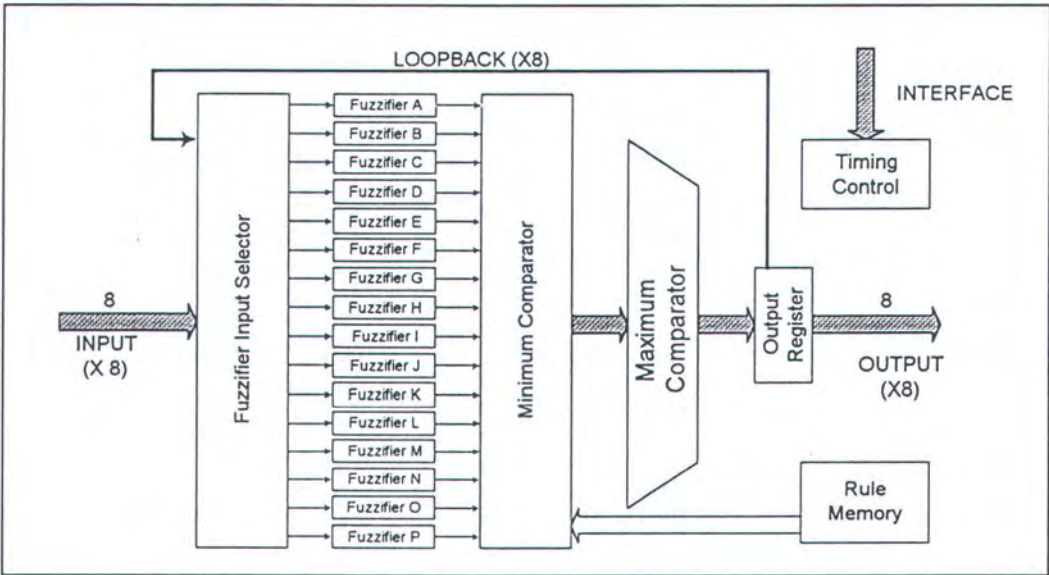 LOOPBACK (X8)
INTERFACE
Timing
Control
8
INPUT
(X 8)
Fuzzifier Input Selector
Fuzzifier A
Fuzzifier B
Fuzzifier C
Fuzzifier D
Fuzzifier E
Fuzzifier F
Fuzzifier G
Fuzzifier H
Fuzzifier I
Fuzzifier J
Fuzzifier K
Fuzzifier L
Fuzzifier M
Fuzzifier N
Fuzzifier O
Fuzzifier P
Minimum Comparator
Maximum
Comparator
Output
Register
8
OUTPUT
(X8)
Rule
Memory